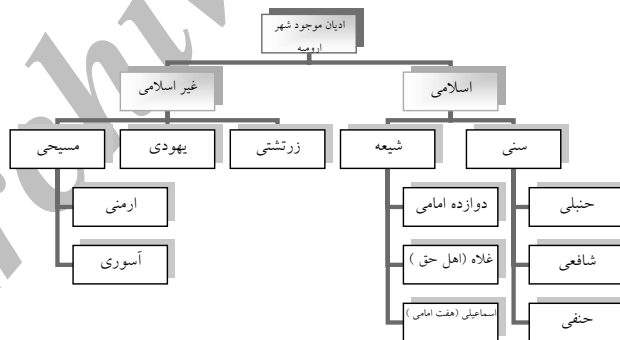 ادیان موجود شهر
ارومیه
اسلامی
غیر اسلامی
سنی
شیعه
زرتشتی
یهودی
مسیحی
حنبلی
دوازده امامی
ارمنی
شافعی
غلاه (اهل حق )
آسوری
حنفی
اسماعیلی (هفت امامی )